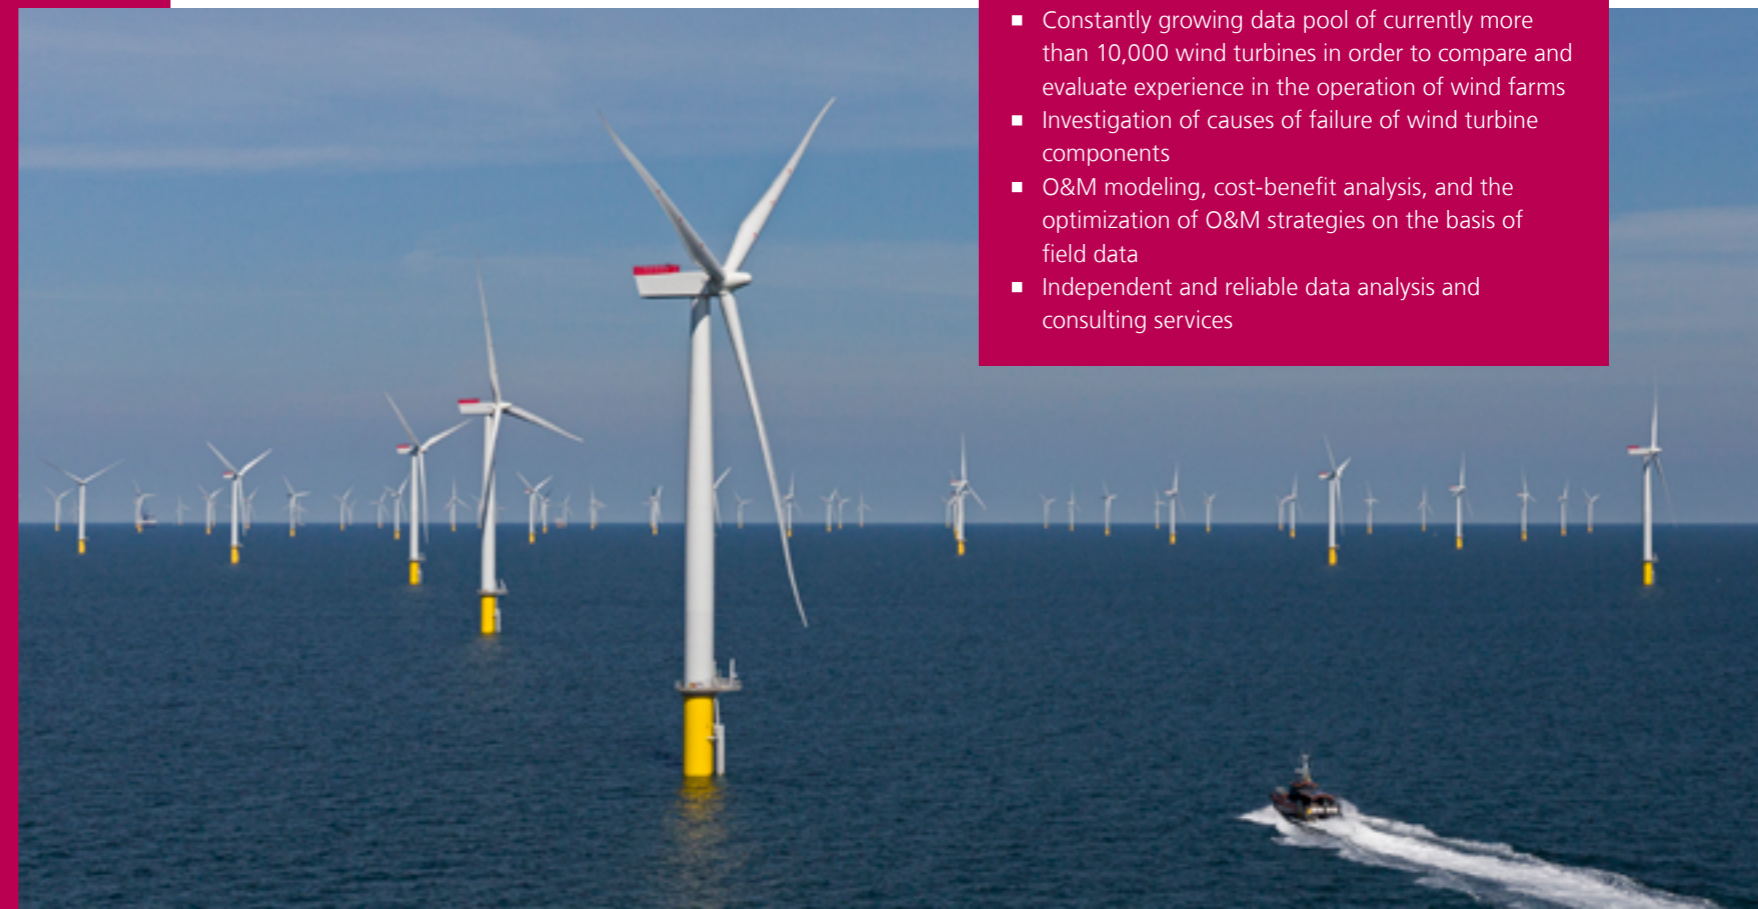 ▪ Constantly growing data pool of currently more
than 10,000 wind turbines in order to compare and
evaluate experience in the operation of wind farms
▪ Investigation of causes of failure of wind turbine
components
▪ O&M modeling, cost-benefit analysis, and the
optimization of O&M strategies on the basis of
field data
▪ Independent and reliable data analysis and
consulting services